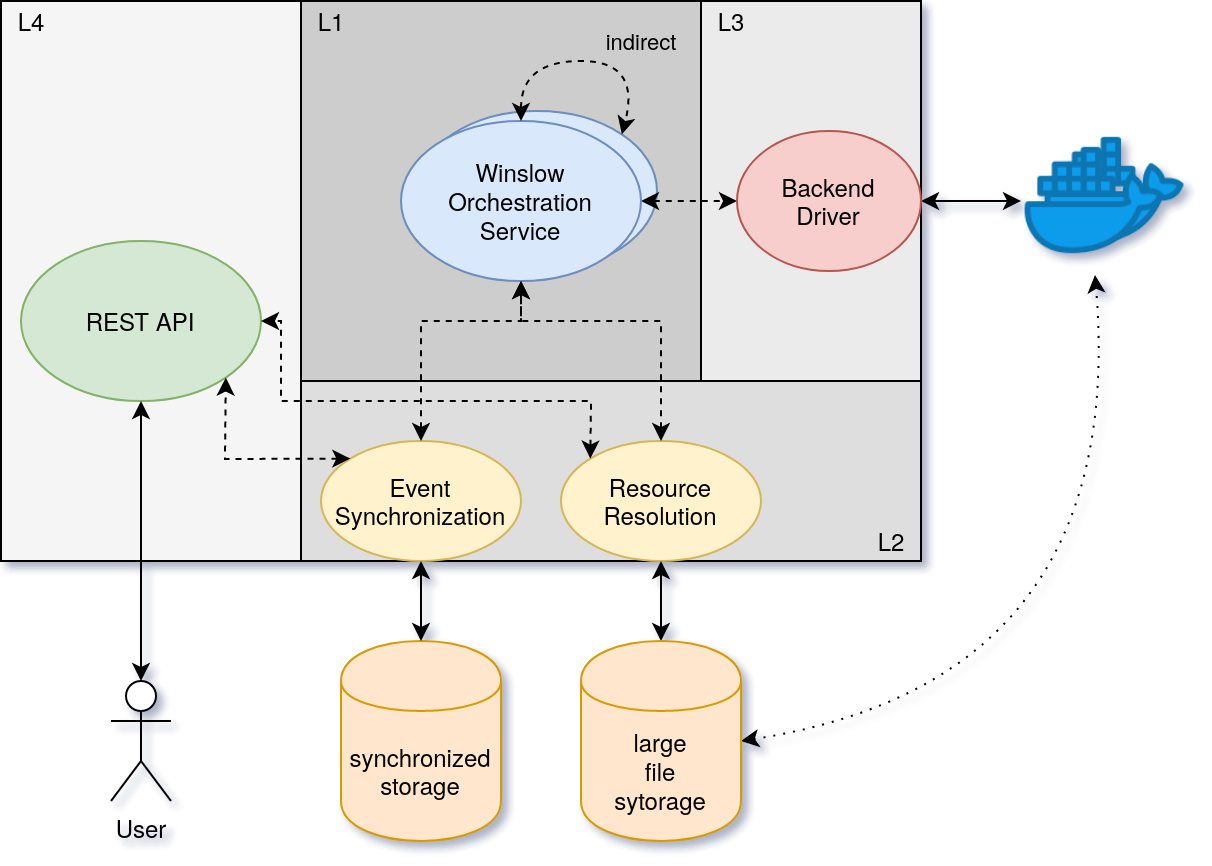 L4
L1
L3
indirect
Winslow
Orchestration
Service
Backend
Driver
REST API
Event
Synchronization
Resource
Resolution
L2
synchronized
storage
large
file
sytorage
User